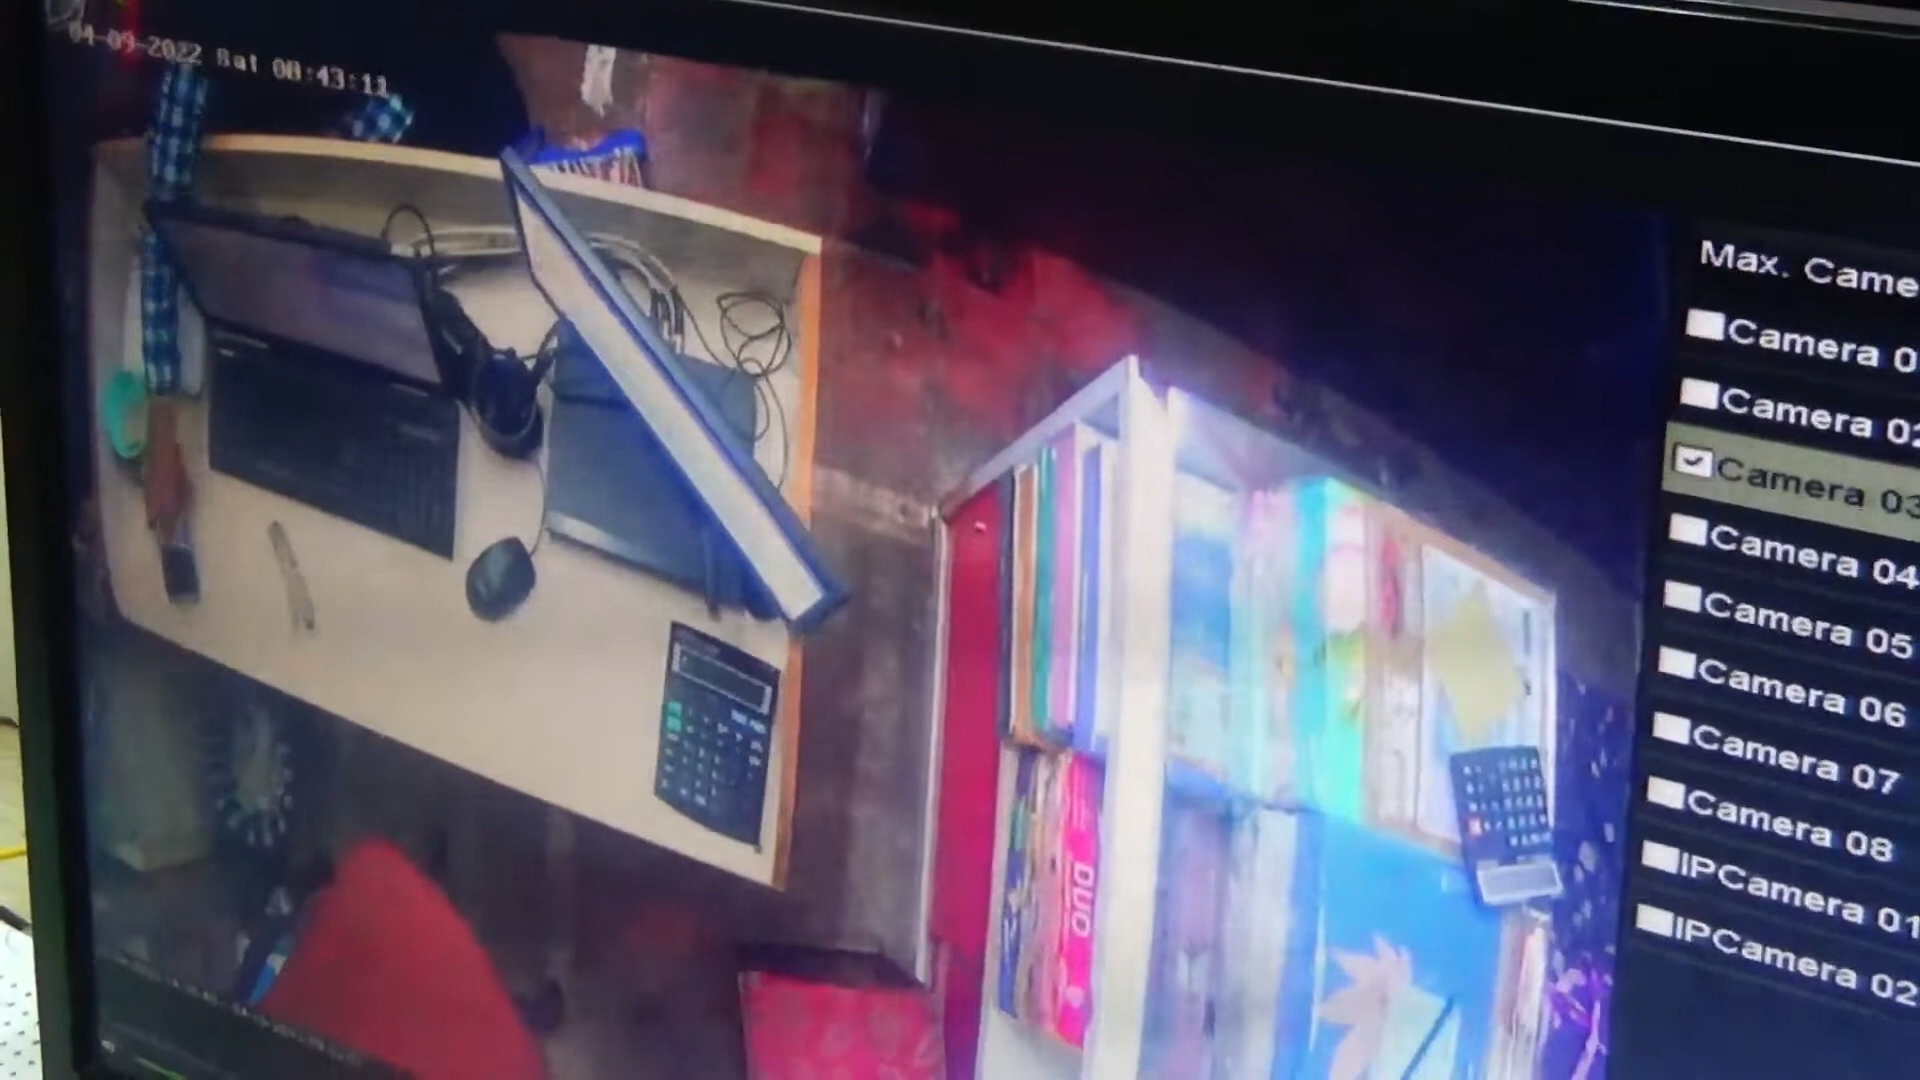 04-09-2022 Sat 08:43:11
Max. Came
Camera 0
Camera 02
Camera 03
Camera 04
Camera 05
Camera 06
Camera 07
Camera 08
IPCamera 01
IPCamera 02
DUO